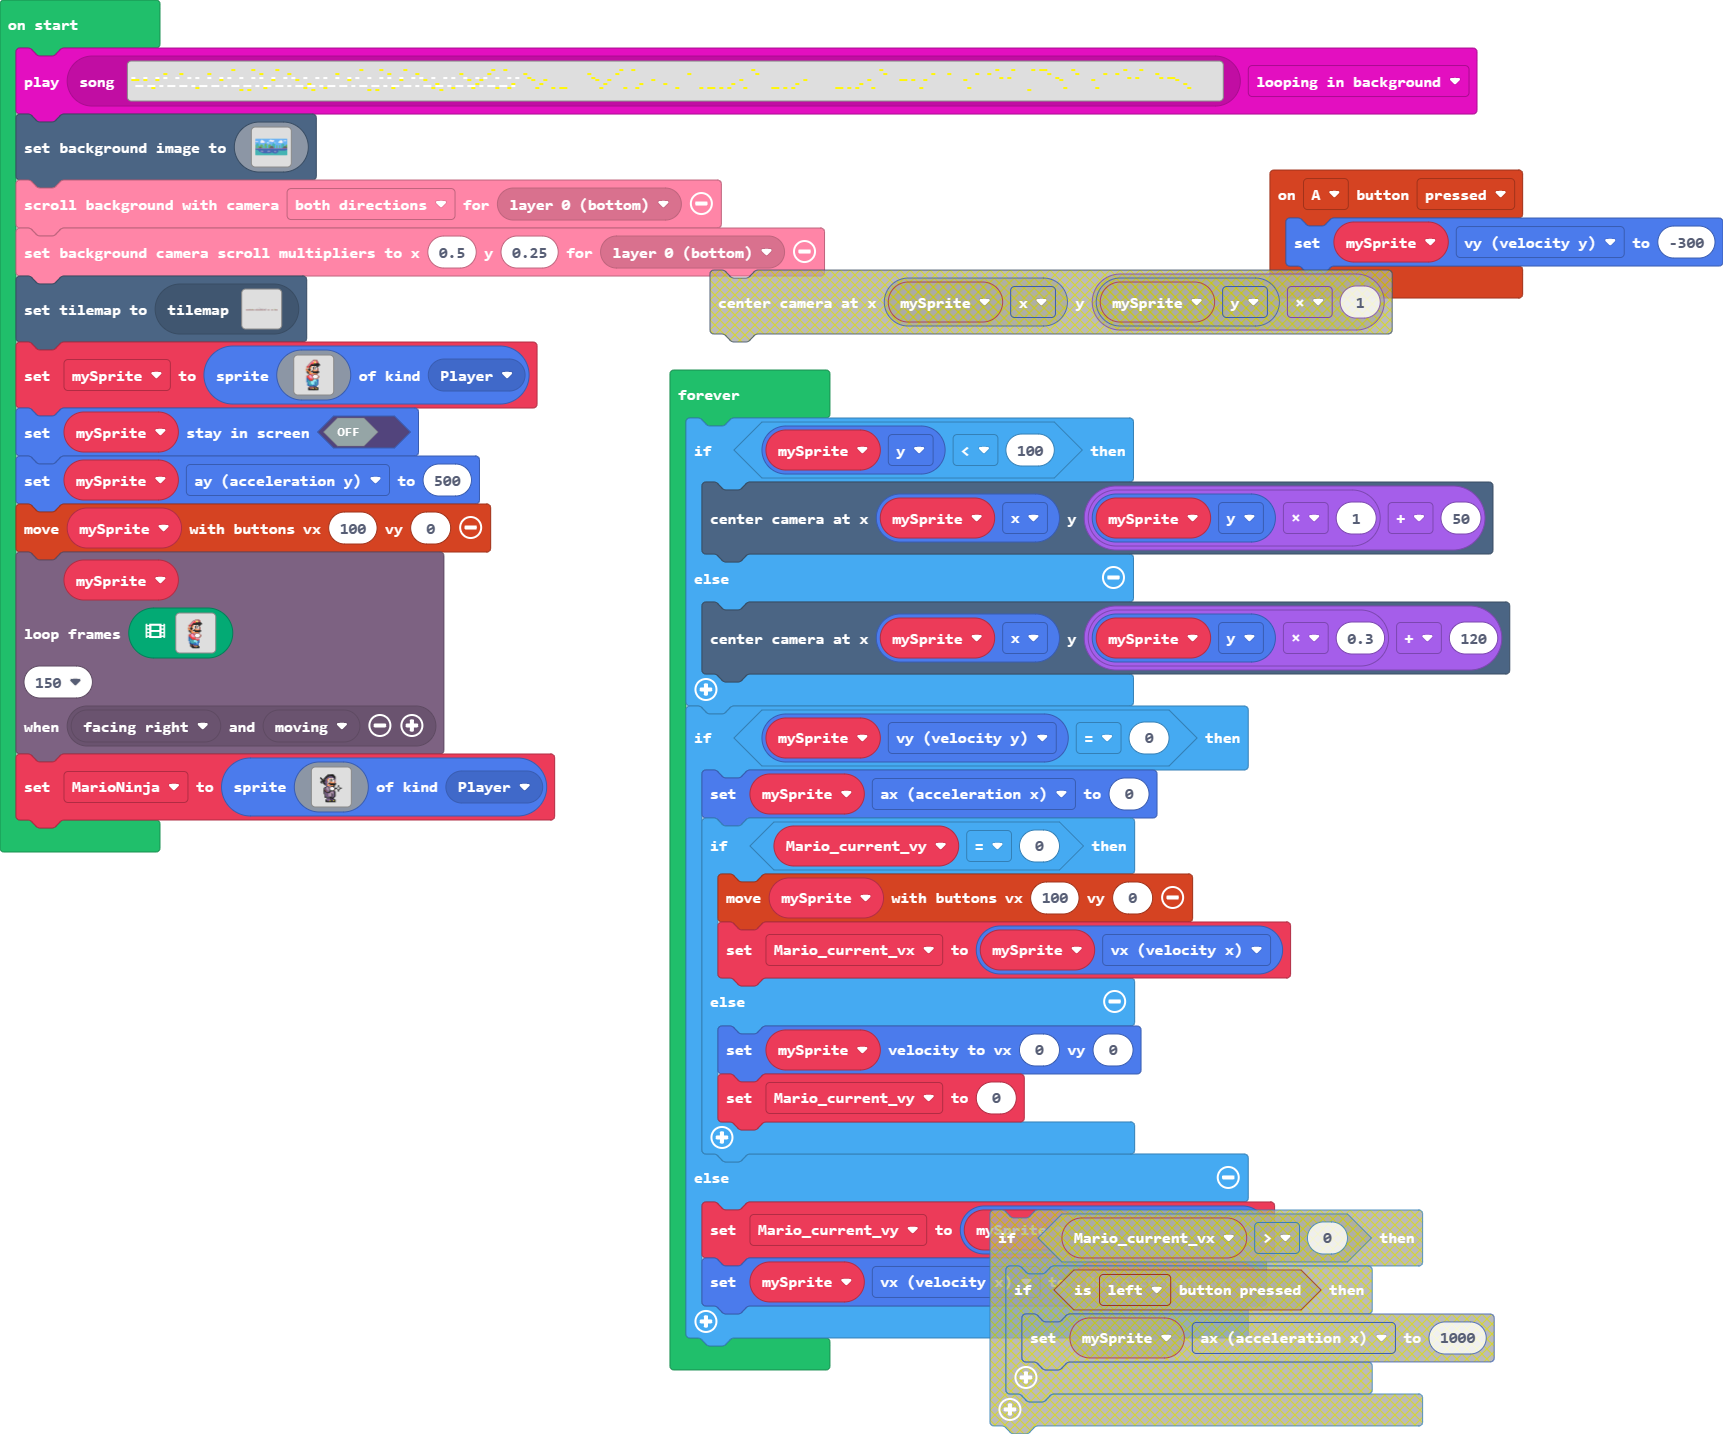 on start
play song looping in background
set background image to
scroll background with camera both directions for layer 0 (bottom)
set background camera scroll multipliers to x 0.5 y 0.25 for layer 0 (bottom)
set tilemap to tilemap
set mySprite to sprite of kind Player
set mySprite stay in screen OFF
set mySprite ay (acceleration y) to 500
move mySprite with buttons vx 100 vy 0
mySprite
loop frames
150
when facing right and moving
set MarioNinja to sprite of kind Player
on A button pressed
set mySprite vy (velocity y) to -300
center camera at x mySprite x y mySprite y × 1
forever
if mySprite y < 100 then
center camera at x mySprite x y mySprite y × 1 + 50
else
center camera at x mySprite x y mySprite y × 0.3 + 120
if mySprite vy (velocity y) = 0 then
set mySprite ax (acceleration x) to 0
if Mario_current_vy = 0 then
move mySprite with buttons vx 100 vy 0
set Mario_current_vx to mySprite vx (velocity x)
else
set mySprite velocity to vx 0 vy 0
set Mario_current_vy to 0
else
set Mario_current_vy to mySprite
set mySprite vx (velocity x) to
if Mario_current_vx > 0 then
if is left button pressed then
set mySprite ax (acceleration x) to 1000